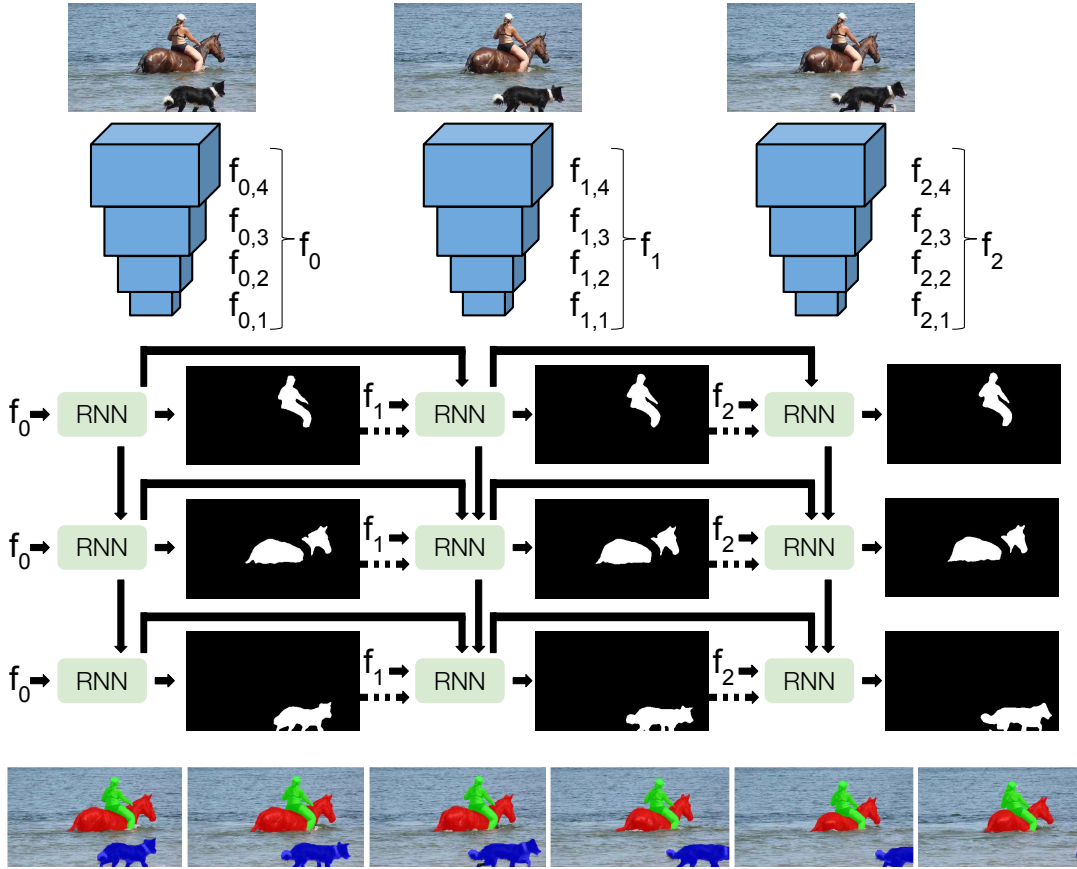 f0,4
f0,3
f0,2
f0,1
f0
f1,4
f1,3
f1,2
f1,1
f1
f2,4
f2,3
f2,2
f2,1
f2
f0 RNN f1 RNN f2 RNN
f0 RNN f1 RNN f2 RNN
f0 RNN f1 RNN f2 RNN